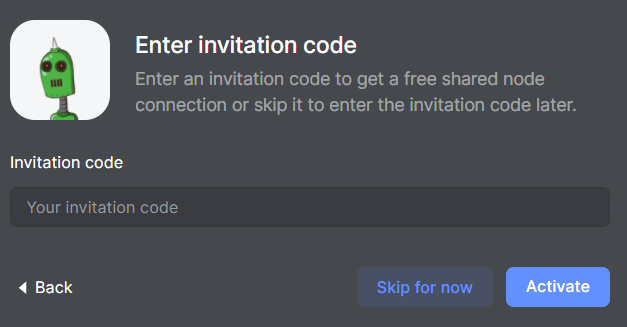 Enter invitation code
Enter an invitation code to get a free shared node
connection or skip it to enter the invitation code later.
Invitation code
Your invitation code
Back
Skip for now
Activate